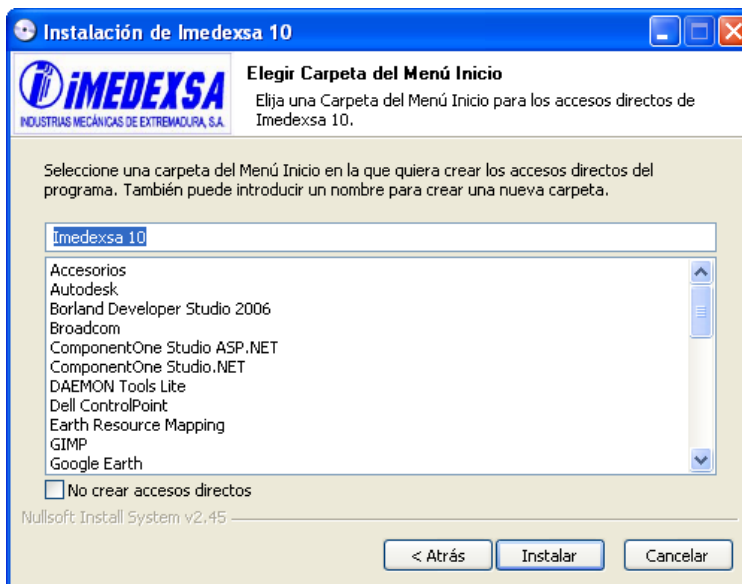 Instalación de Imedexsa 10
iMEDEXSA
INDUSTRIAS MECÁNICAS DE EXTREMADURA, S.A.
Elegir Carpeta del Menú Inicio
Elija una Carpeta del Menú Inicio para los accesos directos de
Imedexsa 10.
Seleccione una carpeta del Menú Inicio en la que quiera crear los accesos directos del
programa. También puede introducir un nombre para crear una nueva carpeta.
Imedexsa 10
Accesorios
Autodesk
Borland Developer Studio 2006
Broadcom
ComponentOne Studio ASP.NET
ComponentOne Studio.NET
DAEMON Tools Lite
Dell ControlPoint
Earth Resource Mapping
GIMP
Google Earth
No crear accesos directos
Nullsoft Install System v2.45
< Atrás
Instalar
Cancelar